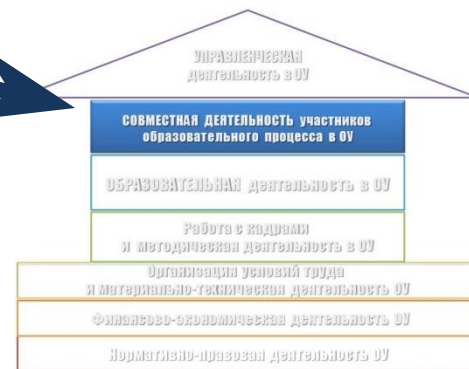 УПРАВЛЕНЧЕСКАЯ
деятельность в ОУ
СОВМЕСТНАЯ ДЕЯТЕЛЬНОСТЬ участников
образовательного процесса в ОУ
ОБРАЗОВАТЕЛЬНАЯ деятельность в ОУ
Работа с кадрами
и методическая деятельность в ОУ
Организация условий труда
и материально-техническая деятельность ОУ
Финансово-экономическая деятельность ОУ
Нормативно-правовая деятельность ОУ